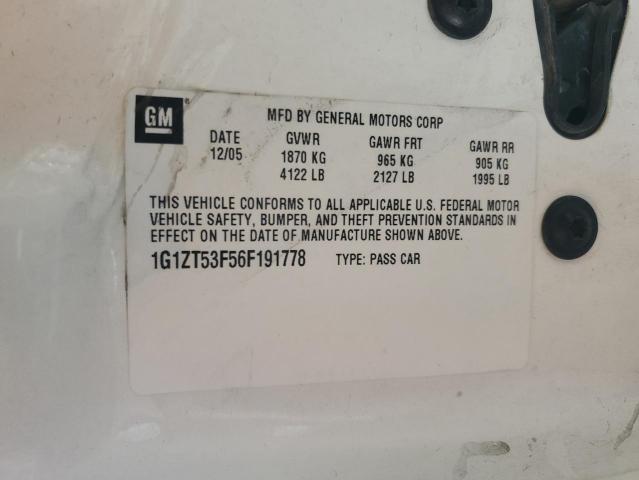 GM
MFD BY GENERAL MOTORS CORP
DATE GVWR GAWR FRT GAWR RR
12/05 1870 KG 965 KG 905 KG
4122 LB 2127 LB 1995 LB
THIS VEHICLE CONFORMS TO ALL APPLICABLE U.S. FEDERAL MOTOR
VEHICLE SAFETY, BUMPER, AND THEFT PREVENTION STANDARDS IN
EFFECT ON THE DATE OF MANUFACTURE SHOWN ABOVE.
1G1ZT53F56F191778 TYPE: PASS CAR